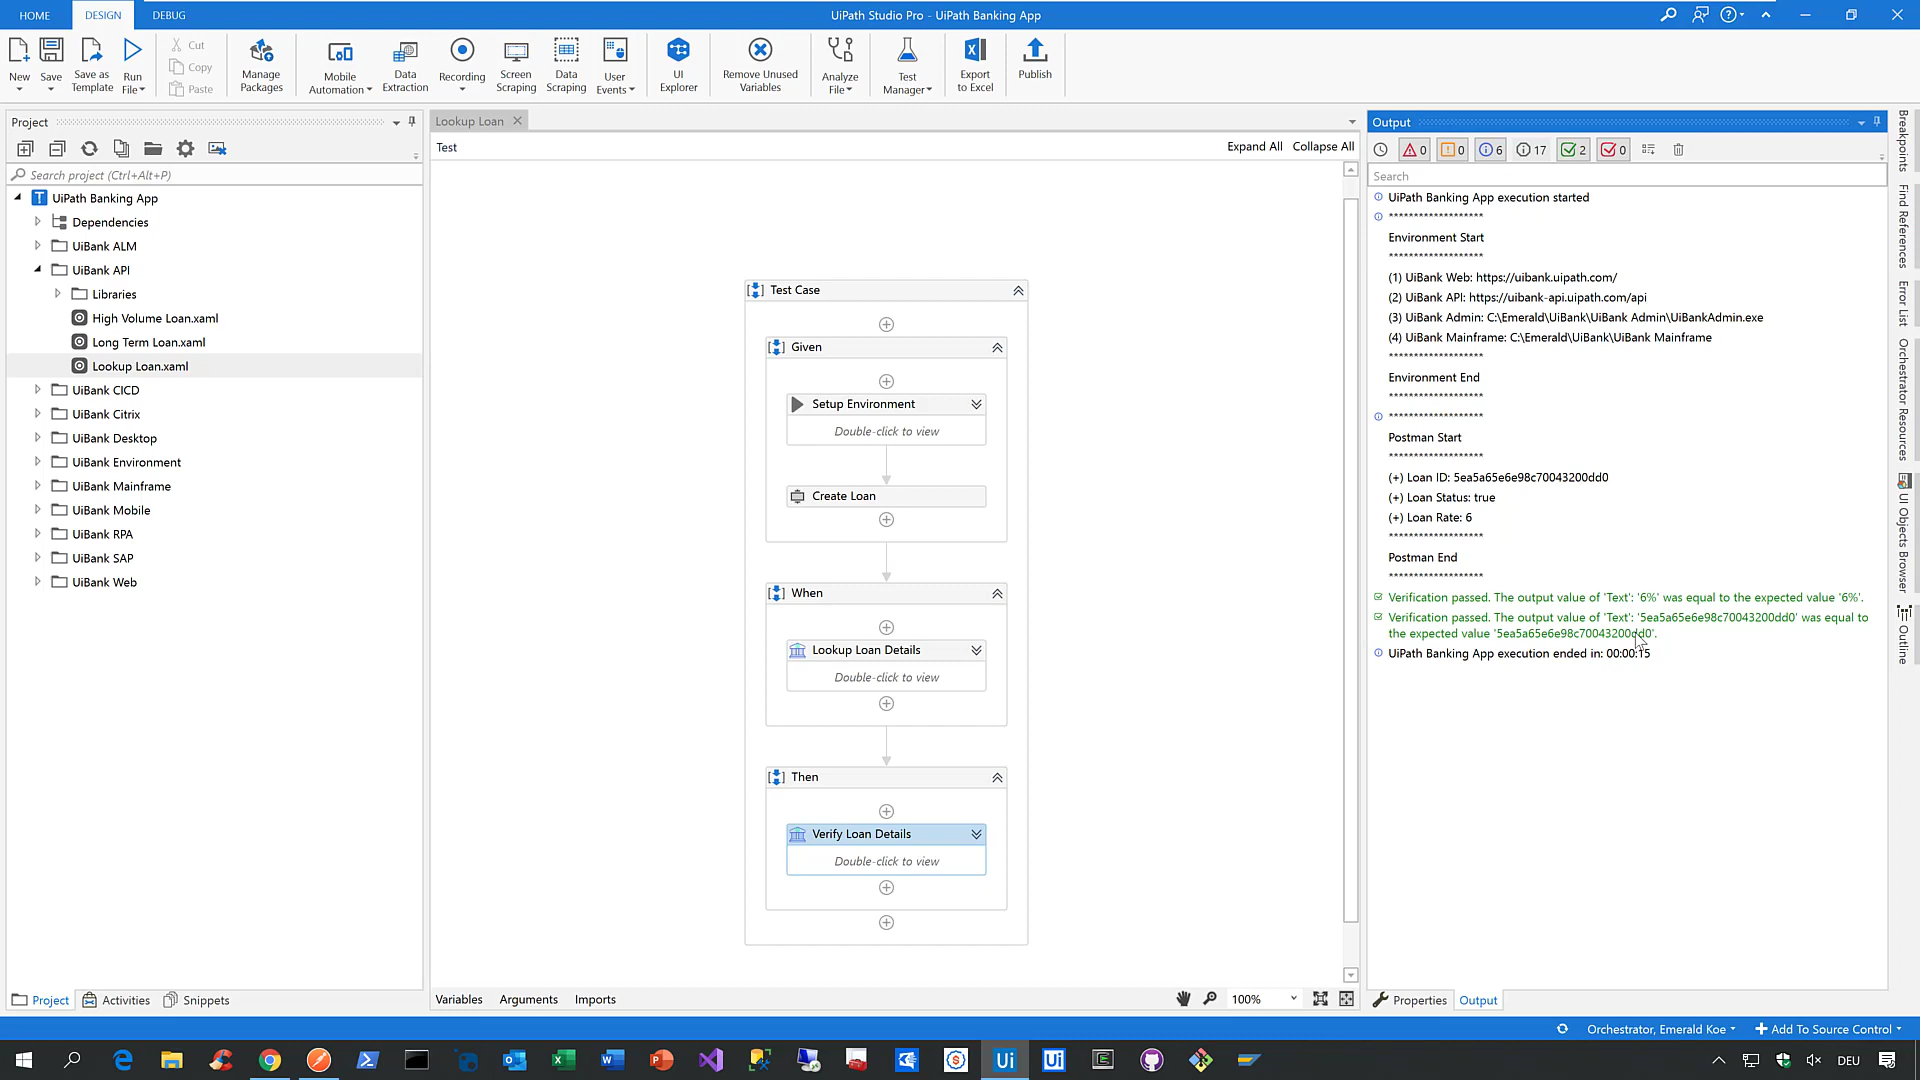 HOME DESIGN DEBUG UiPath Studio Pro - UiPath Banking App
New Save Save as Template Run File Cut Copy Paste Manage Packages Mobile Automation Data Extraction Recording Screen Scraping Data Scraping User Events UI Explorer Remove Unused Variables Analyze File Test Manager Export to Excel Publish
Project
Search project (Ctrl+Alt+P)
UiPath Banking App
Dependencies
UiBank ALM
UiBank API
Libraries
High Volume Loan.xaml
Long Term Loan.xaml
Lookup Loan.xaml
UiBank CICD
UiBank Citrix
UiBank Desktop
UiBank Environment
UiBank Mainframe
UiBank Mobile
UiBank RPA
UiBank SAP
UiBank Web
Project Activities Snippets
Lookup Loan
Test Expand All Collapse All
Test Case
Given
Setup Environment
Double-click to view
Create Loan
When
Lookup Loan Details
Double-click to view
Then
Verify Loan Details
Double-click to view
Variables Arguments Imports 100%
Output
0 0 6 17 2 0
Search
UiPath Banking App execution started
*******************
Environment Start
*******************
(1) UiBank Web: https://uibank.uipath.com/
(2) UiBank API: https://uibank-api.uipath.com/api
(3) UiBank Admin: C:\Emerald\UiBank\UiBank Admin\UiBankAdmin.exe
(4) UiBank Mainframe: C:\Emerald\UiBank\UiBank Mainframe
*******************
Environment End
*******************
*******************
Postman Start
*******************
(+) Loan ID: 5ea5a65e6e98c70043200dd0
(+) Loan Status: true
(+) Loan Rate: 6
*******************
Postman End
*******************
Verification passed. The output value of 'Text': '6%' was equal to the expected value '6%'.
Verification passed. The output value of 'Text': '5ea5a65e6e98c70043200dd0' was equal to
the expected value '5ea5a65e6e98c70043200dd0'.
UiPath Banking App execution ended in: 00:00:15
Properties Output
Breakpoints
Find References
Error List
Orchestrator Resources
UI Objects Browser
Outline
Orchestrator, Emerald Koe Add To Source Control
Ui Ui DEU